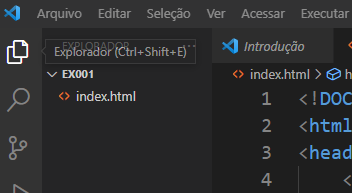 Arquivo Editar Seleção Ver Acessar Executar
EXPLORADOR
Introdução
Explorador (Ctrl+Shift+E)
EX001
index.html
index.html
1 <!DOC
2 <html
3 <head
4 <